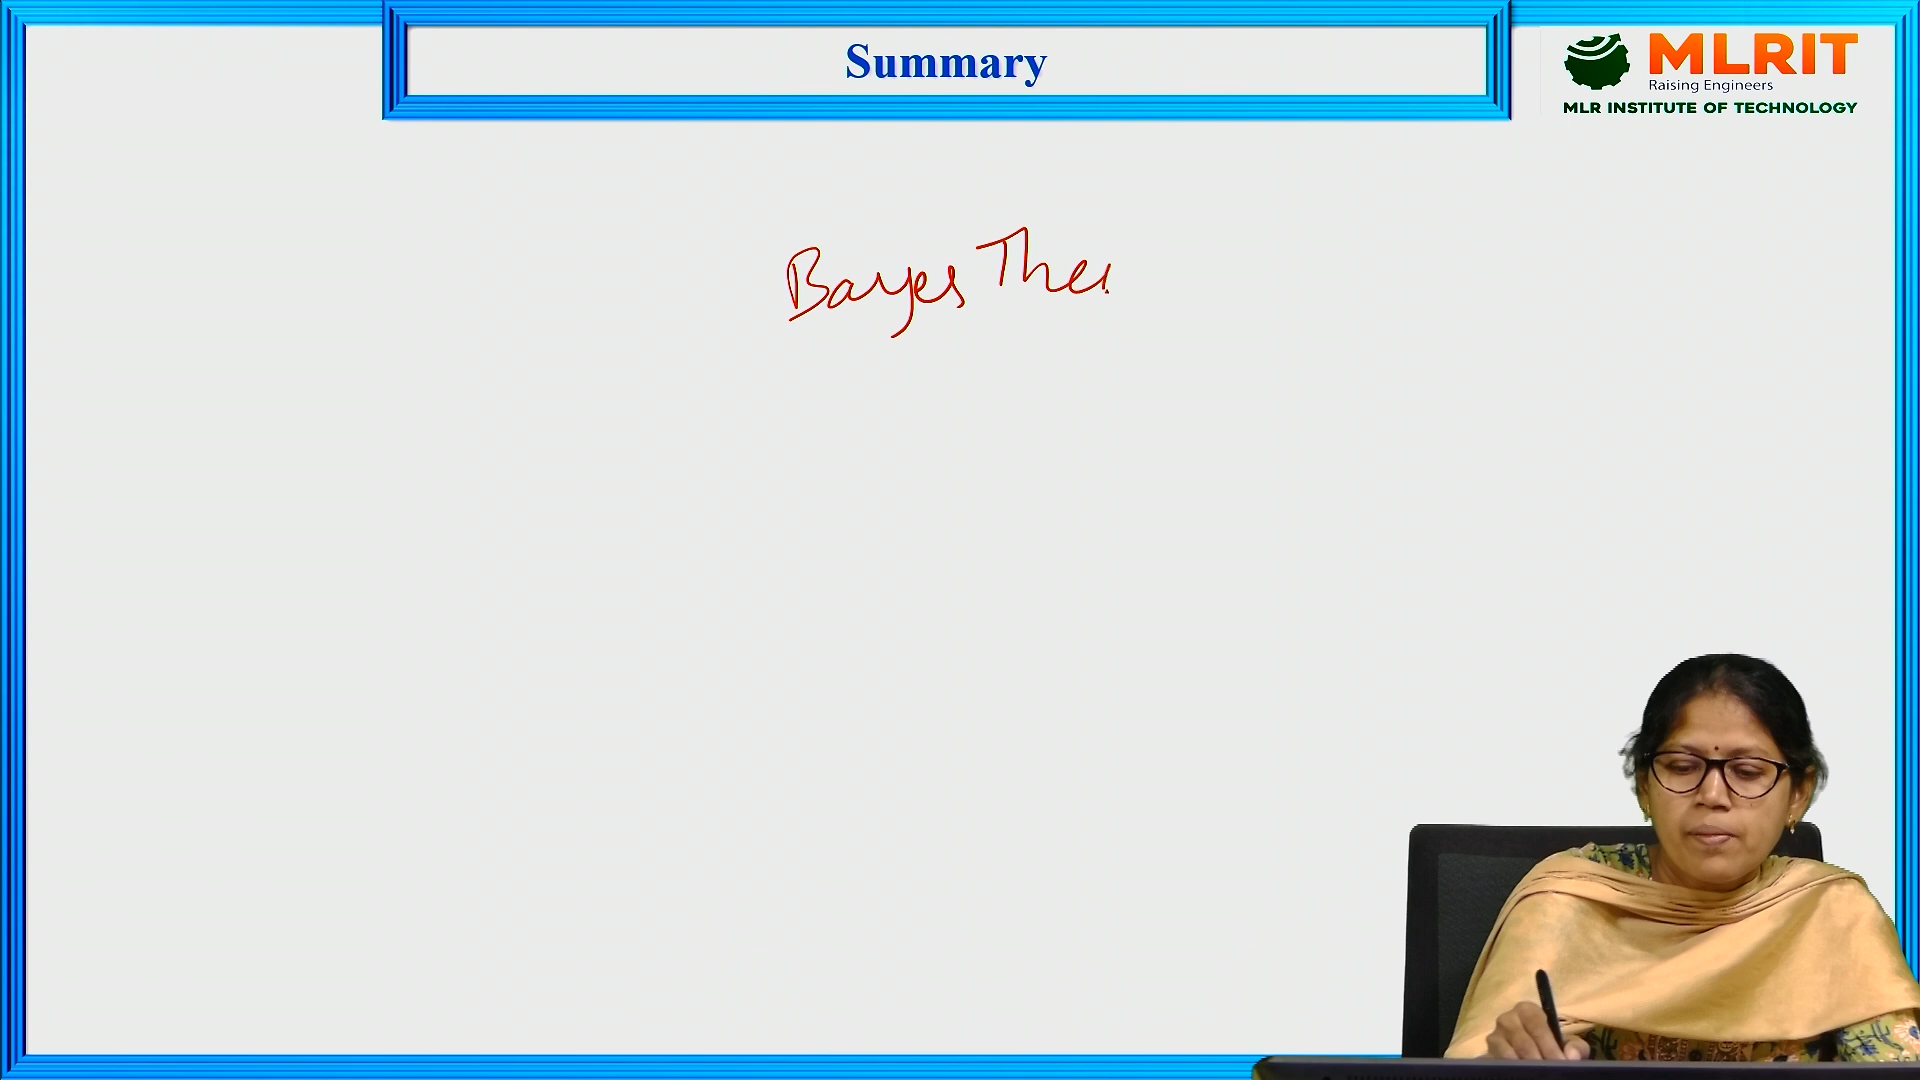 Summary
MLRIT
Raising Engineers
MLR INSTITUTE OF TECHNOLOGY
Bayes The